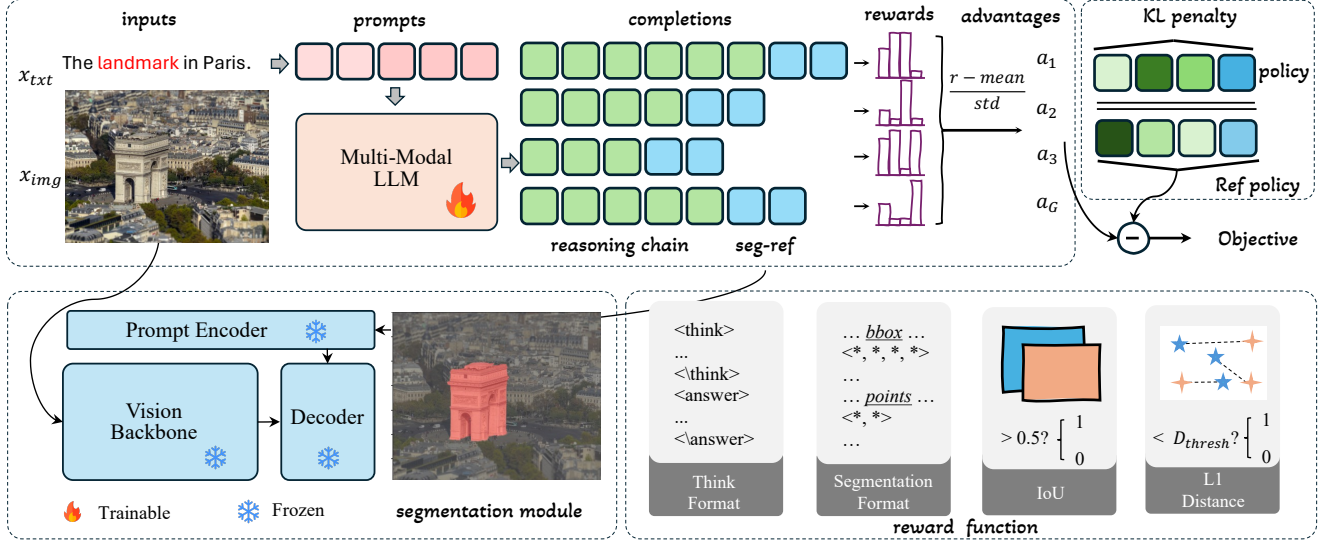 inputs
prompts
completions
rewards
advantages
KL penalty
x_txt
The landmark in Paris.
x_img
Multi-Modal
LLM
reasoning chain
seg-ref
r − mean
std
a_1
a_2
a_3
a_G
policy
Ref policy
−
Objective
Prompt Encoder
Vision
Backbone
Decoder
Trainable
Frozen
segmentation module
<think>
...
<\think>
<answer>
...
<\answer>
Think
Format
... bbox ...
<*, *, *, *>
...
... points ...
<*, *>
...
Segmentation
Format
> 0.5? { 1
0
IoU
< D_thresh? { 1
0
L1
Distance
reward function